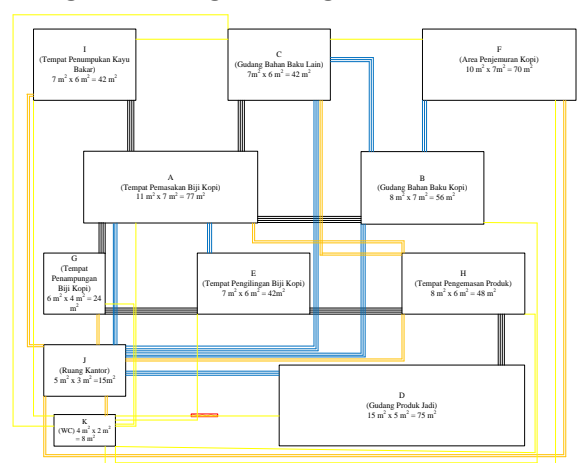 I
(Tempat Penumpukan Kayu
Bakar)
7 m² x 6 m² = 42 m²
C
(Gudang Bahan Baku Lain)
7m² x 6 m² = 42 m²
F
(Area Penjemuran Kopi)
10 m² x 7m² = 70 m²
A
(Tempat Pemasakan Biji Kopi)
11 m² x 7 m² = 77 m²
B
(Gudang Bahan Baku Kopi)
8 m² x 7 m² = 56 m²
G
(Tempat
Penampungan
Biji Kopi)
6 m² x 4 m² = 24
m²
E
(Tempat Pengilingan Biji Kopi)
7 m² x 6 m² = 42m²
H
(Tempat Pengemasan Produk)
8 m² x 6 m² = 48 m²
J
(Ruang Kantor)
5 m² x 3 m² =15m²
D
(Gudang Produk Jadi)
15 m² x 5 m² = 75 m²
K
(WC) 4 m² x 2 m²
= 8 m²